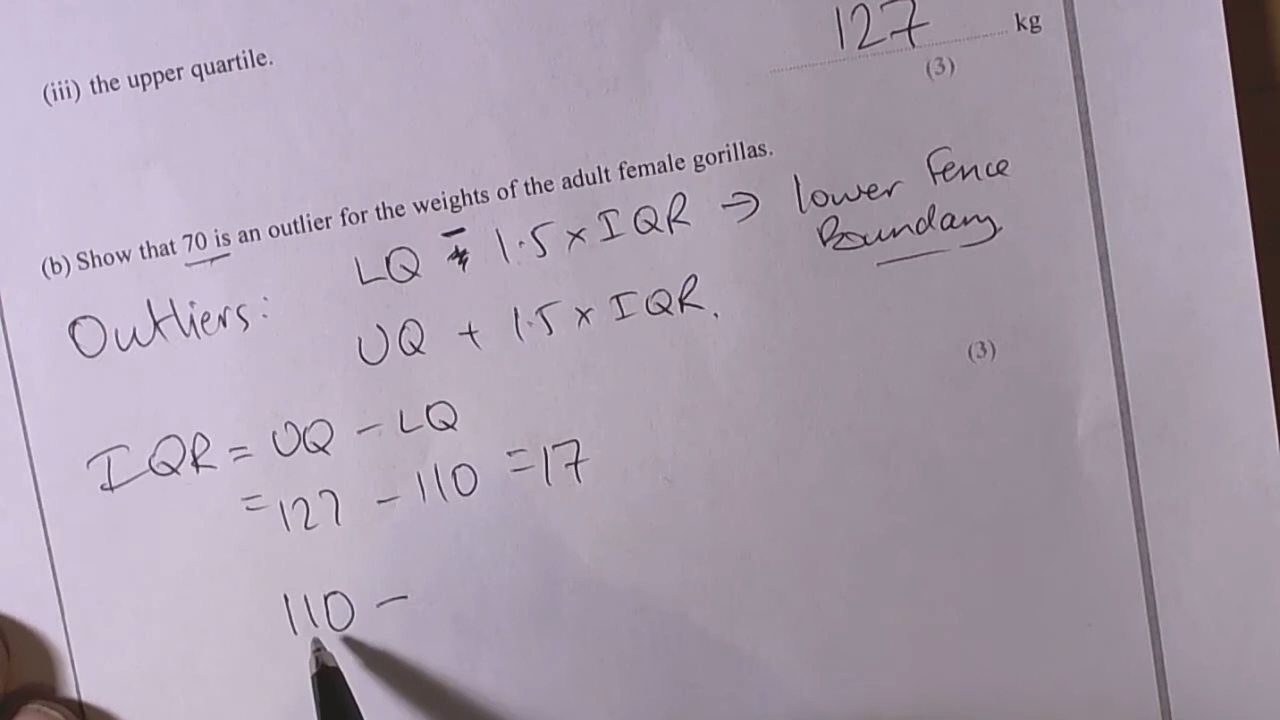 127 kg
(iii) the upper quartile.
(3)
(b) Show that 70 is an outlier for the weights of the adult female gorillas.
LQ - 1.5 x IQR → lower Fence
Boundary
Outliers:
UQ + 1.5 x IQR.
(3)
IQR = UQ - LQ
= 127 - 110 = 17
110 -